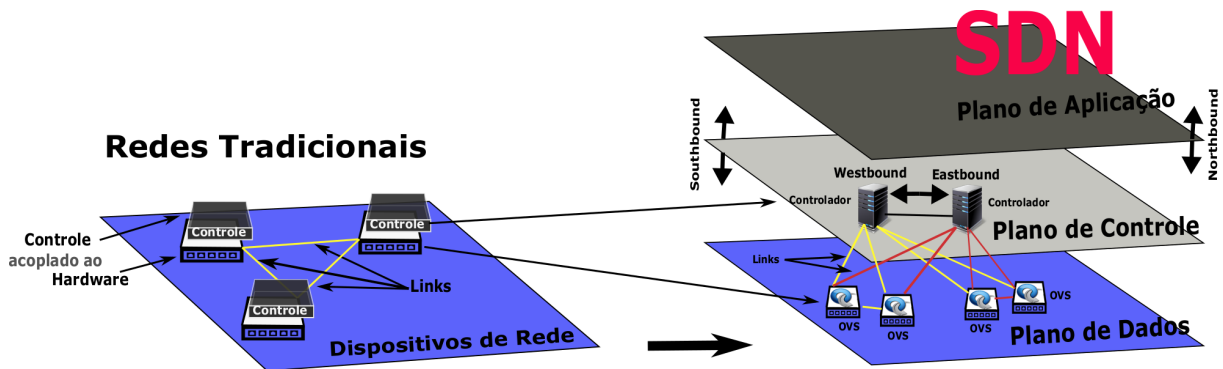 Redes Tradicionais
Controle
acoplado ao
Hardware
Controle
Controle
Controle
Links
Dispositivos de Rede
SDN
Plano de Aplicação
Southbound
Northbound
Westbound
Eastbound
Controlador
Controlador
Plano de Controle
Links
OVS
OVS
OVS
OVS
Plano de Dados